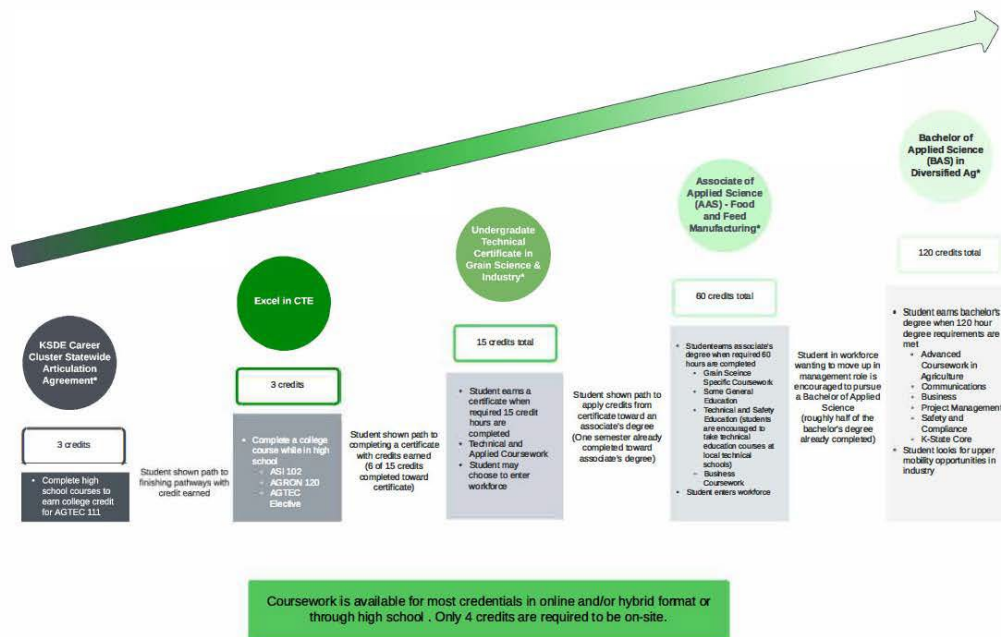 KSDE Career
Cluster Statewide
Articulation
Agreement*
3 credits
• Complete high
school courses to
earn college credit
for AGTEC 111
Student shown path to
finishing pathways with
credit earned
Excel in CTE
3 credits
• Complete a college
course while in high
school
- ASI 102
- AGRON 120
- AGTEC
Elective
Student shown path to
completing a certificate
with credits earned
(6 of 15 credits
completed toward
certificate)
Undergradate
Technical
Certificate in
Grain Science &
Industry*
15 credits total
• Student earns a
certificate when
required 15 credit
hours are
completed
• Technical and
Applied Coursework
• Student may
choose to enter
workforce
Student shown path to
apply credits from
certificate toward an
associate's degree
(One semester already
completed toward
associate's degree)
Associate of
Applied Science
(AAS) - Food
and Feed
Manufacturing*
60 credits total
• Studentearns associate's
degree when required 60
hours are completed
• Grain Sceince
Specific Coursework
• Some General
Education
• Technical and Safety
Education (students
are encouraged to
take technical
education courses at
local technical
schools)
- Business
Coursework
• Student enters workforce
Student in workforce
wanting to move up in
management role is
encouraged to pursue
a Bachelor of Applied
Science
(roughly half of the
bachelor's degree
already completed)
Bachelor of
Applied Science
(BAS) in
Diversified Ag*
120 credits total
• Student earns bachelor's
degree when 120 hour
degree requirements are
met
• Advanced
Coursework in
Agriculture
• Communications
• Business
• Project Management
- Safety and
Compliance
• K-State Core
• Student looks for upper
mobility opportunities in
industry
Coursework is available for most credentials in online and/or hybrid format or
through high school . Only 4 credits are required to be on-site.